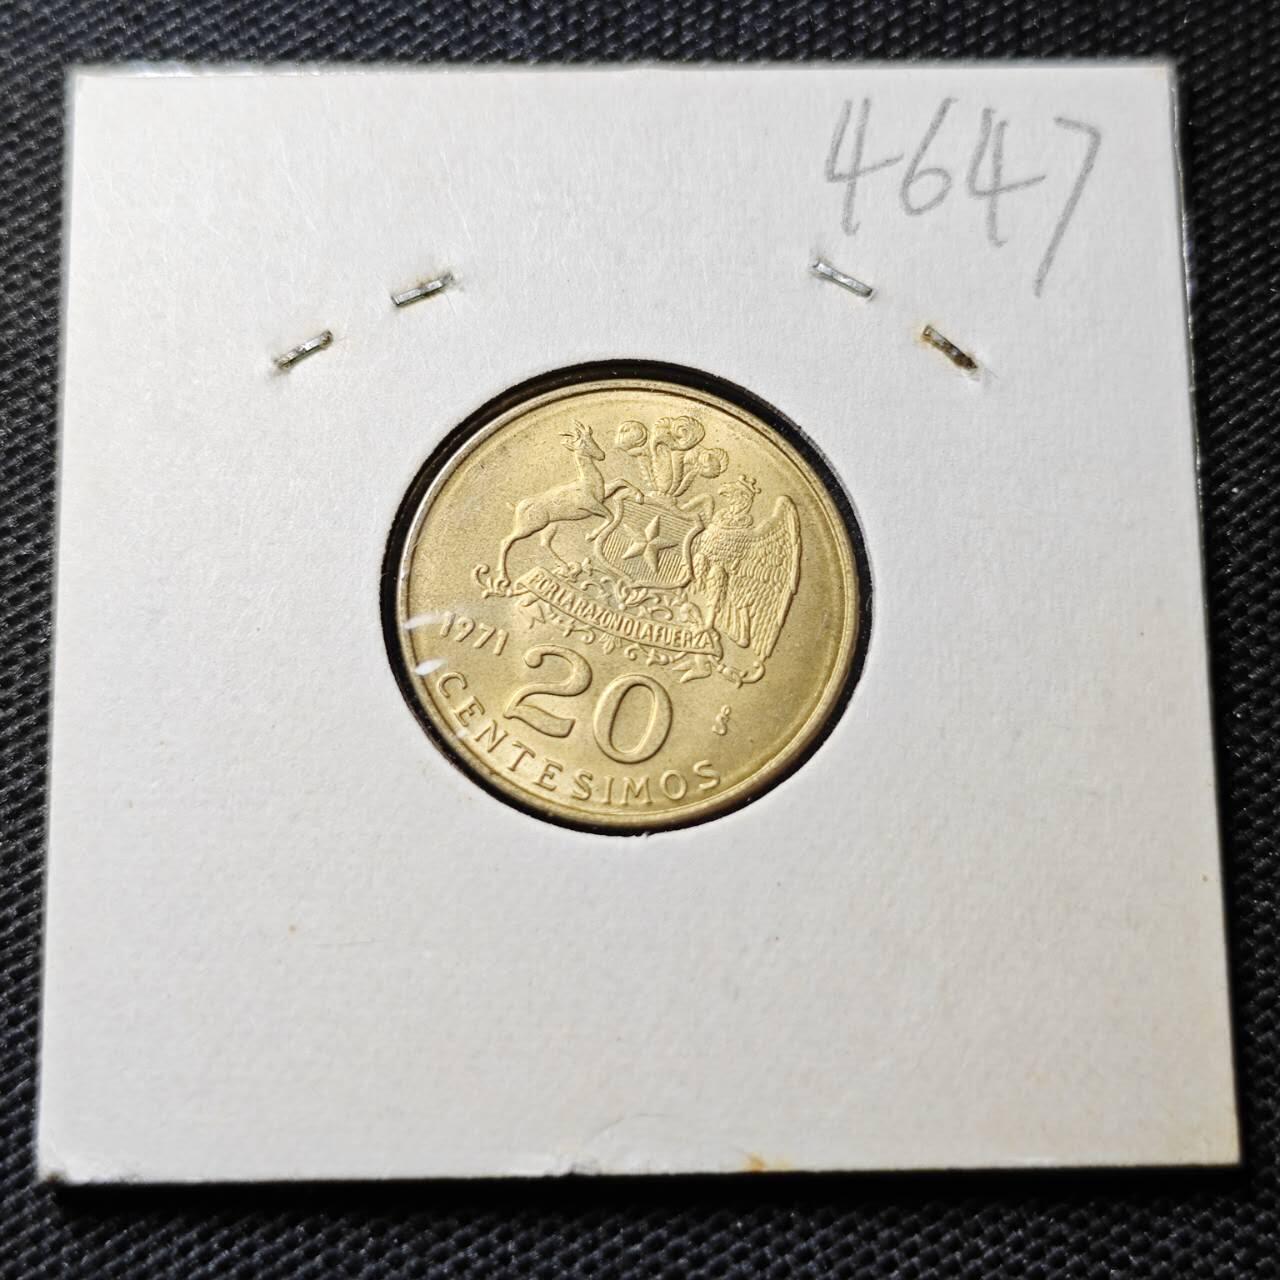 4647
POR LA RAZON O LA FUERZA
1971
20
S
CENTESIMOS